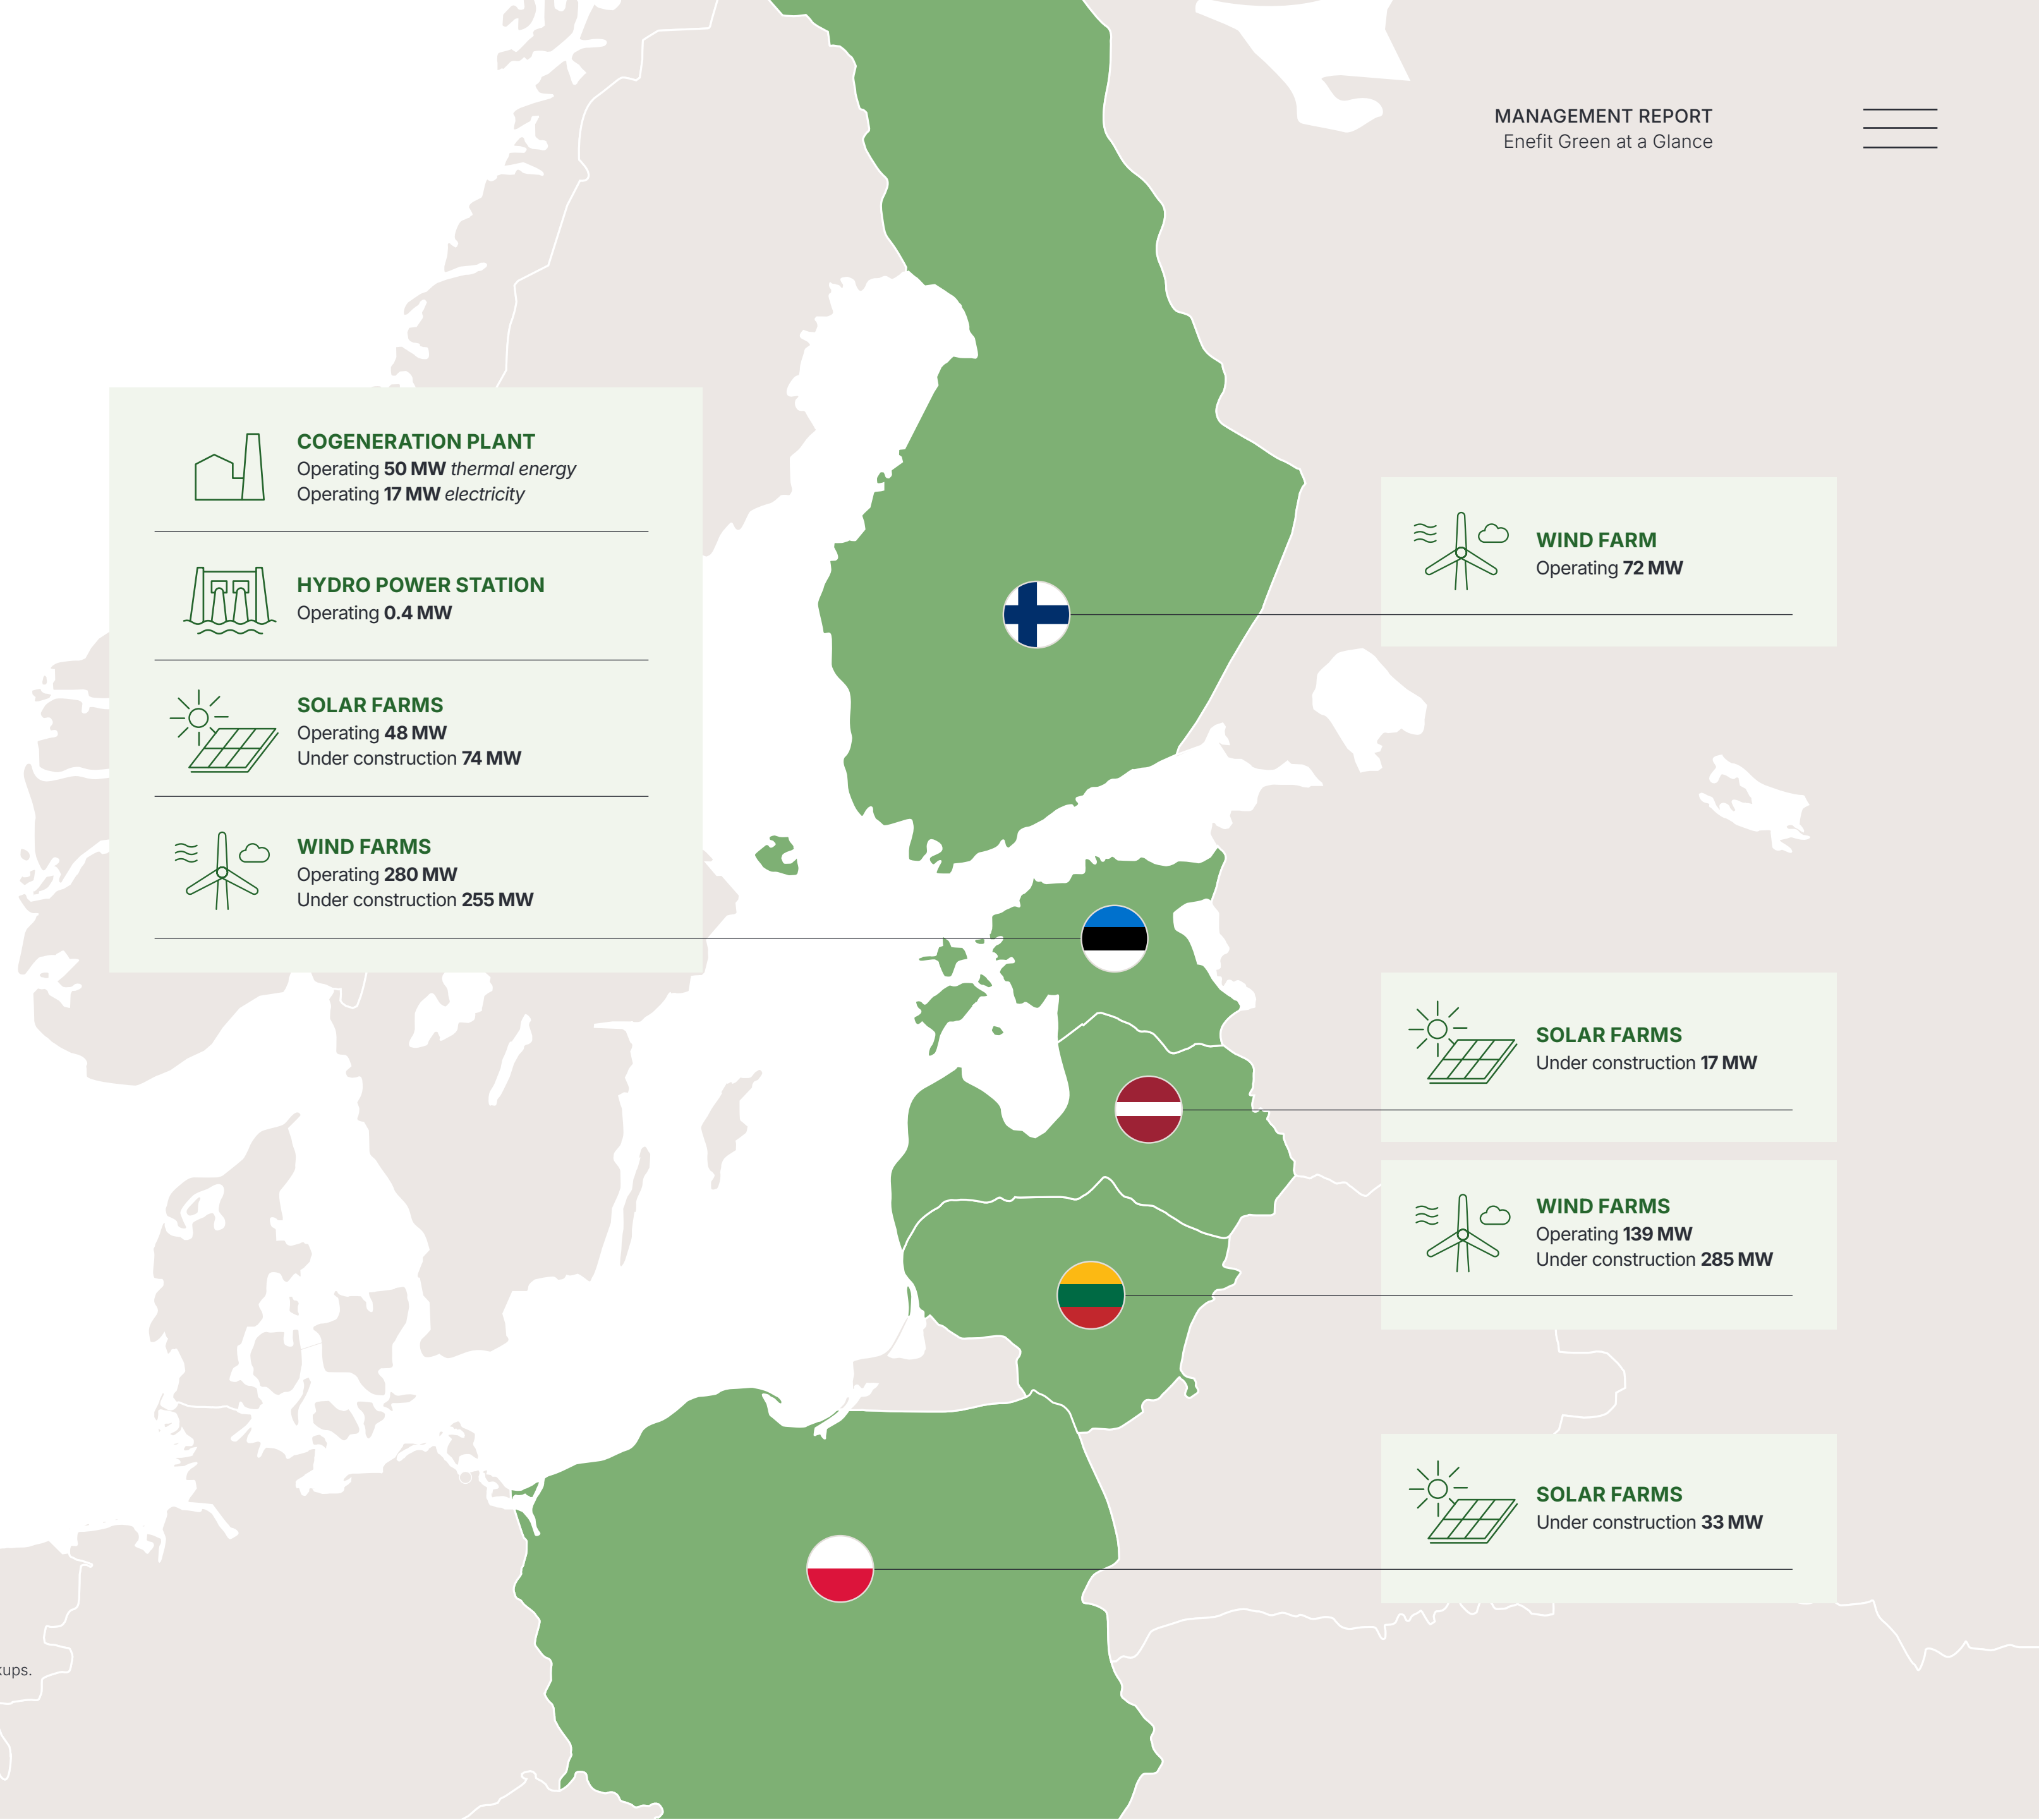 MANAGEMENT REPORT
Enefit Green at a Glance
COGENERATION PLANT
Operating 50 MW thermal energy
Operating 17 MW electricity
HYDRO POWER STATION
Operating 0.4 MW
SOLAR FARMS
Operating 48 MW
Under construction 74 MW
WIND FARMS
Operating 280 MW
Under construction 255 MW
WIND FARM
Operating 72 MW
SOLAR FARMS
Under construction 17 MW
WIND FARMS
Operating 139 MW
Under construction 285 MW
SOLAR FARMS
Under construction 33 MW